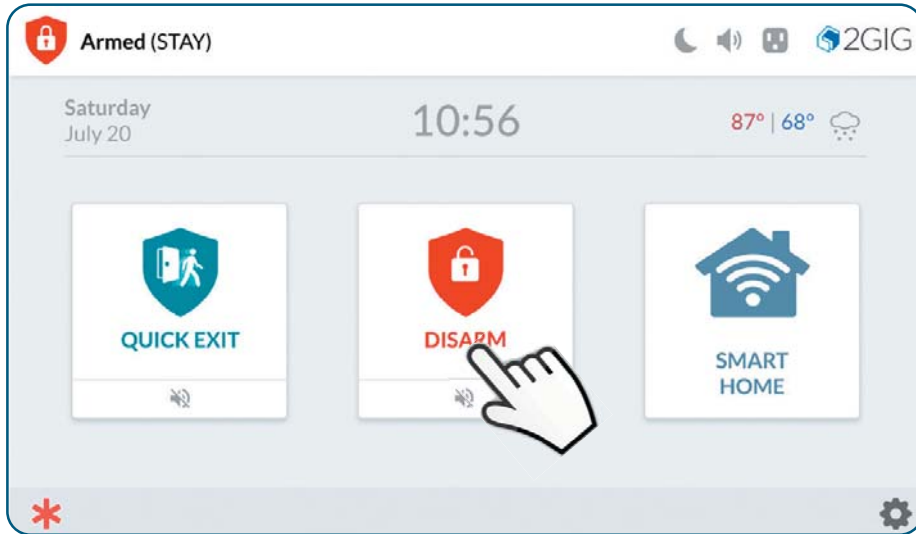 Armed (STAY)
2GIG
Saturday
July 20
10:56
87° | 68°
QUICK EXIT
DISARM
SMART
HOME